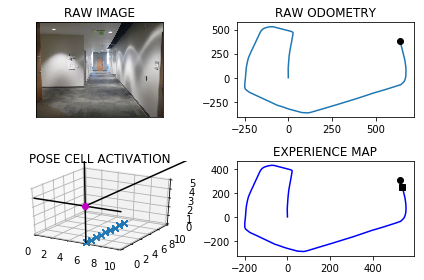 RAW IMAGE
RAW ODOMETRY
500
250
0
-250
-250 0 250 500
POSE CELL ACTIVATION
5
4
3
2
1
0
0 2 4 6 8 10
0 2 4 6 8 10
EXPERIENCE MAP
400
200
0
-200
-200 0 200 400